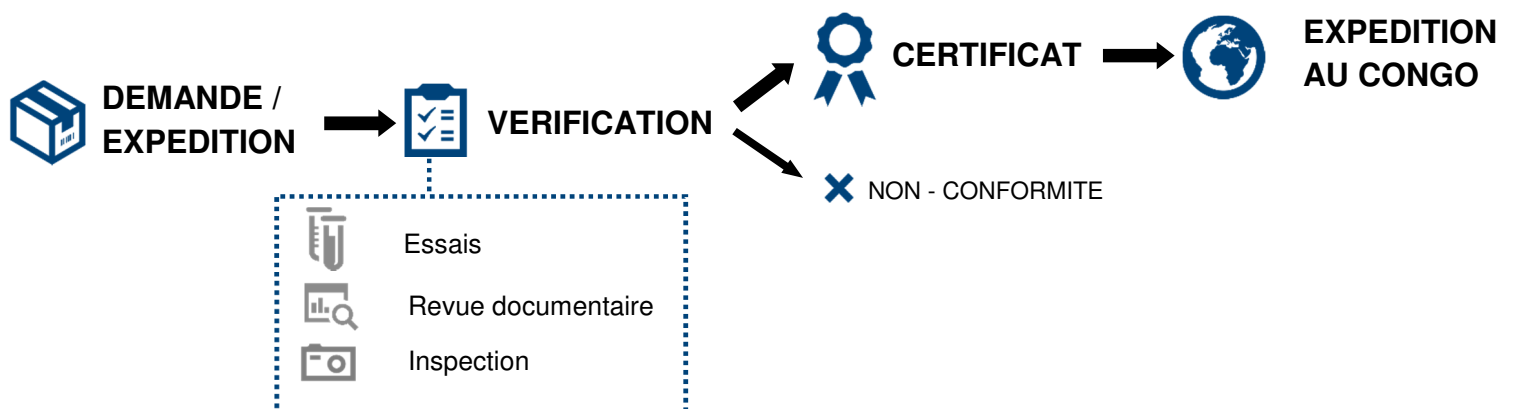 DEMANDE /
EXPEDITION
VERIFICATION
CERTIFICAT
EXPEDITION
AU CONGO
NON - CONFORMITE
Essais
Revue documentaire
Inspection